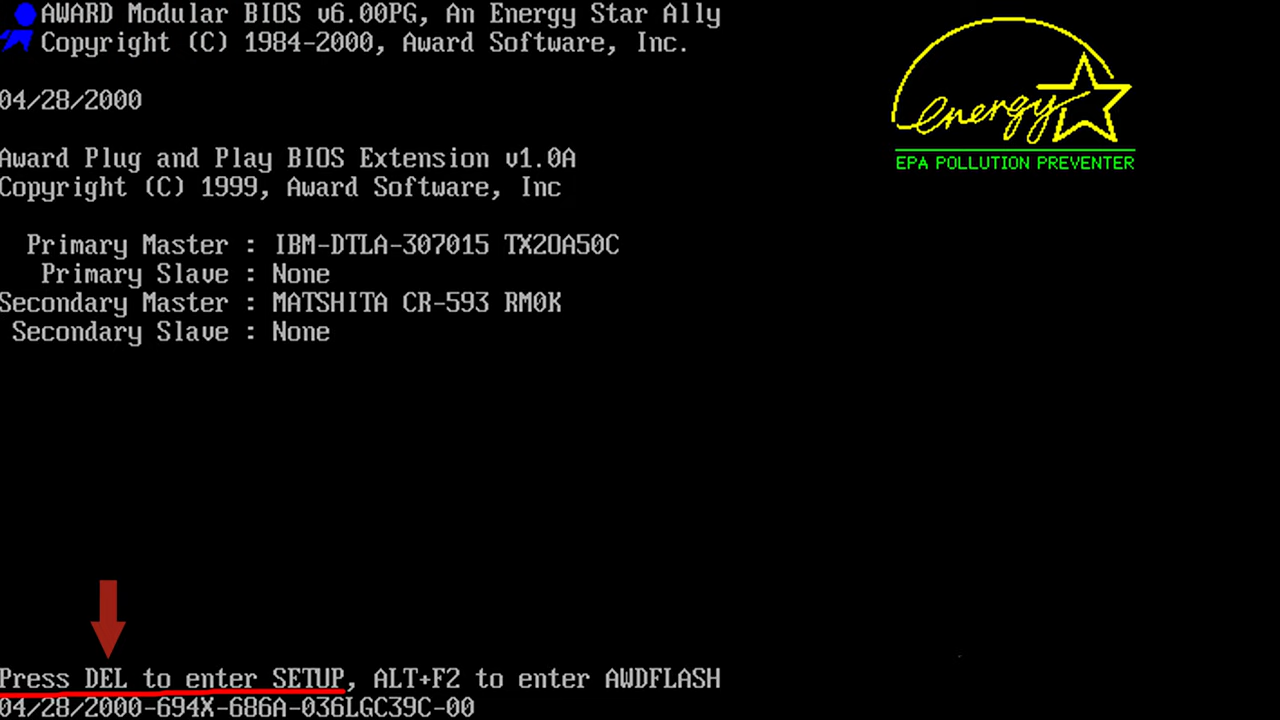 AWARD Modular BIOS v6.00PG, An Energy Star Ally
Copyright (C) 1984-2000, Award Software, Inc.
energy
EPA POLLUTION PREVENTER
04/28/2000
Award Plug and Play BIOS Extension v1.0A
Copyright (C) 1999, Award Software, Inc
Primary Master : IBM-DTLA-307015 TX2OA50C
Primary Slave : None
Secondary Master : MATSHITA CR-593 RM0K
Secondary Slave : None
Press DEL to enter SETUP, ALT+F2 to enter AWDFLASH
04/28/2000-694X-686A-036LGC39C-00